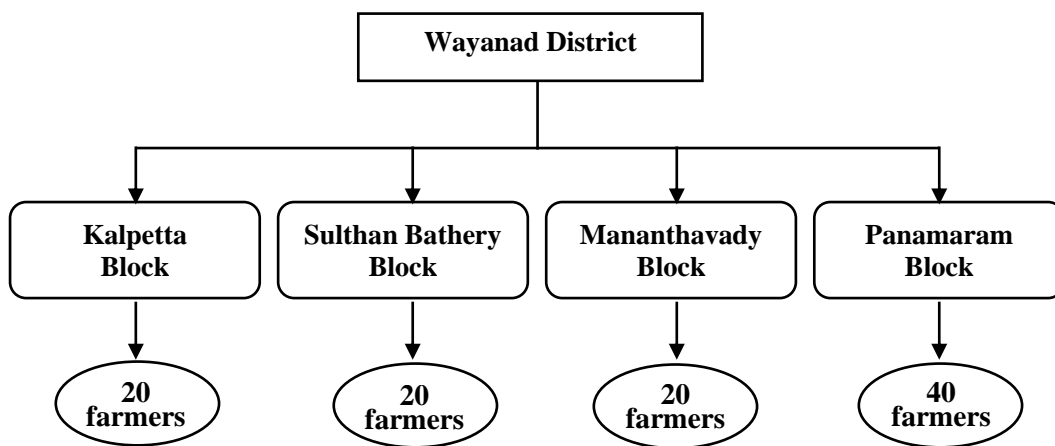 Wayanad District
Kalpetta
Block
Sulthan Bathery
Block
Mananthavady
Block
Panamaram
Block
20
farmers
20
farmers
20
farmers
40
farmers